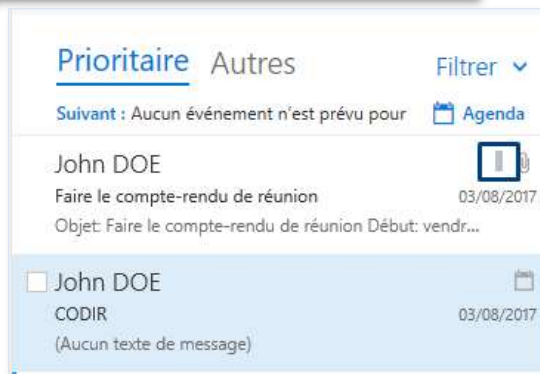 Prioritaire Autres Filtrer
Suivant : Aucun événement n'est prévu pour Agenda
John DOE
Faire le compte-rendu de réunion 03/08/2017
Objet: Faire le compte-rendu de réunion Début: vendr...
John DOE
CODIR 03/08/2017
(Aucun texte de message)